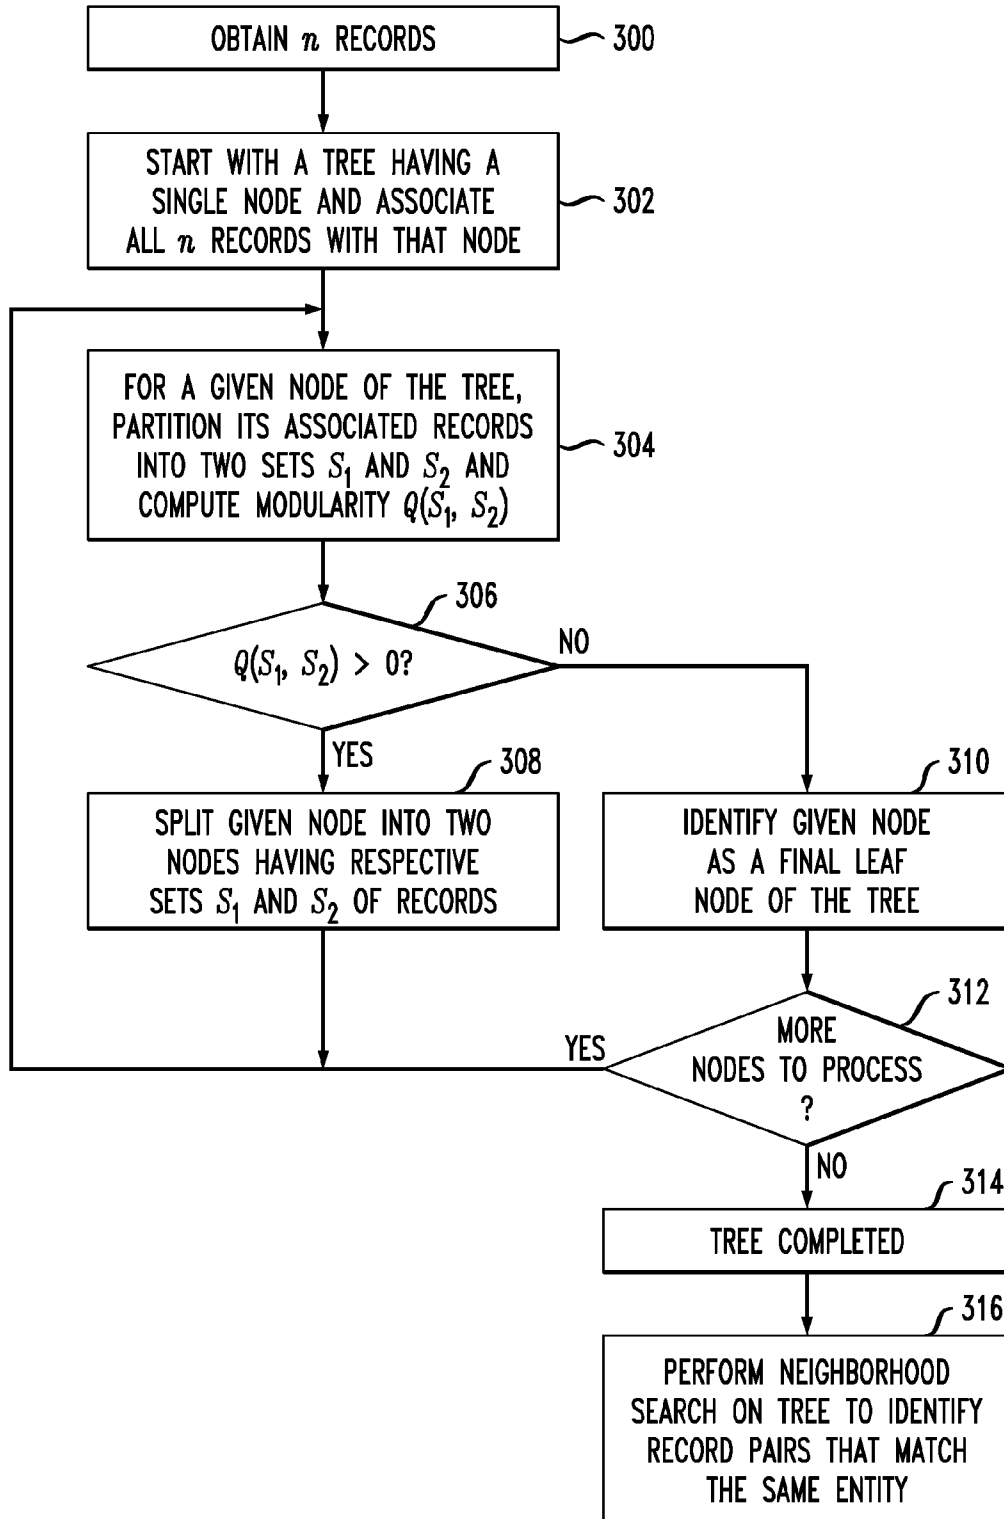 OBTAIN n RECORDS
300
START WITH A TREE HAVING A
SINGLE NODE AND ASSOCIATE
ALL n RECORDS WITH THAT NODE
302
FOR A GIVEN NODE OF THE TREE,
PARTITION ITS ASSOCIATED RECORDS
INTO TWO SETS S1 AND S2 AND
COMPUTE MODULARITY Q(S1, S2)
304
306
Q(S1, S2) > 0?
NO
YES
308
SPLIT GIVEN NODE INTO TWO
NODES HAVING RESPECTIVE
SETS S1 AND S2 OF RECORDS
310
IDENTIFY GIVEN NODE
AS A FINAL LEAF
NODE OF THE TREE
312
MORE
NODES TO PROCESS
?
YES
NO
314
TREE COMPLETED
316
PERFORM NEIGHBORHOOD
SEARCH ON TREE TO IDENTIFY
RECORD PAIRS THAT MATCH
THE SAME ENTITY